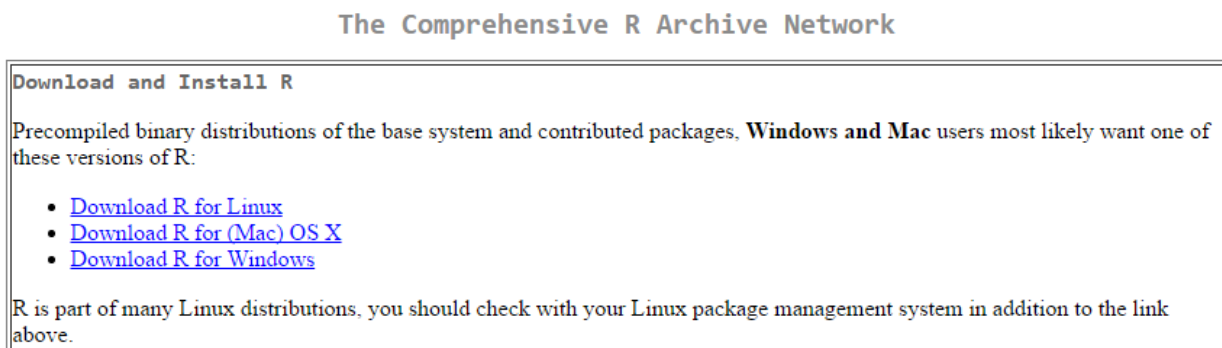 The Comprehensive R Archive Network
Download and Install R
Precompiled binary distributions of the base system and contributed packages, Windows and Mac users most likely want one of
these versions of R:
Download R for Linux
Download R for (Mac) OS X
Download R for Windows
R is part of many Linux distributions, you should check with your Linux package management system in addition to the link
above.